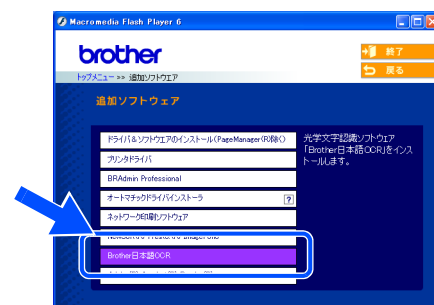 Macromedia Flash Player 6
brother
終了
戻る
トップメニュー >> 追加ソフトウェア
追加ソフトウェア
ドライバ&ソフトウェアのインストール(PageManager(R)除く)
プリンタドライバ
BRAdmin Professional
オートマチックドライバインストーラ
?
ネットワーク印刷ソフトウェア
Brother日本語OCR
光学文字認識ソフトウェア
「Brother日本語OCR」をインス
トールします。